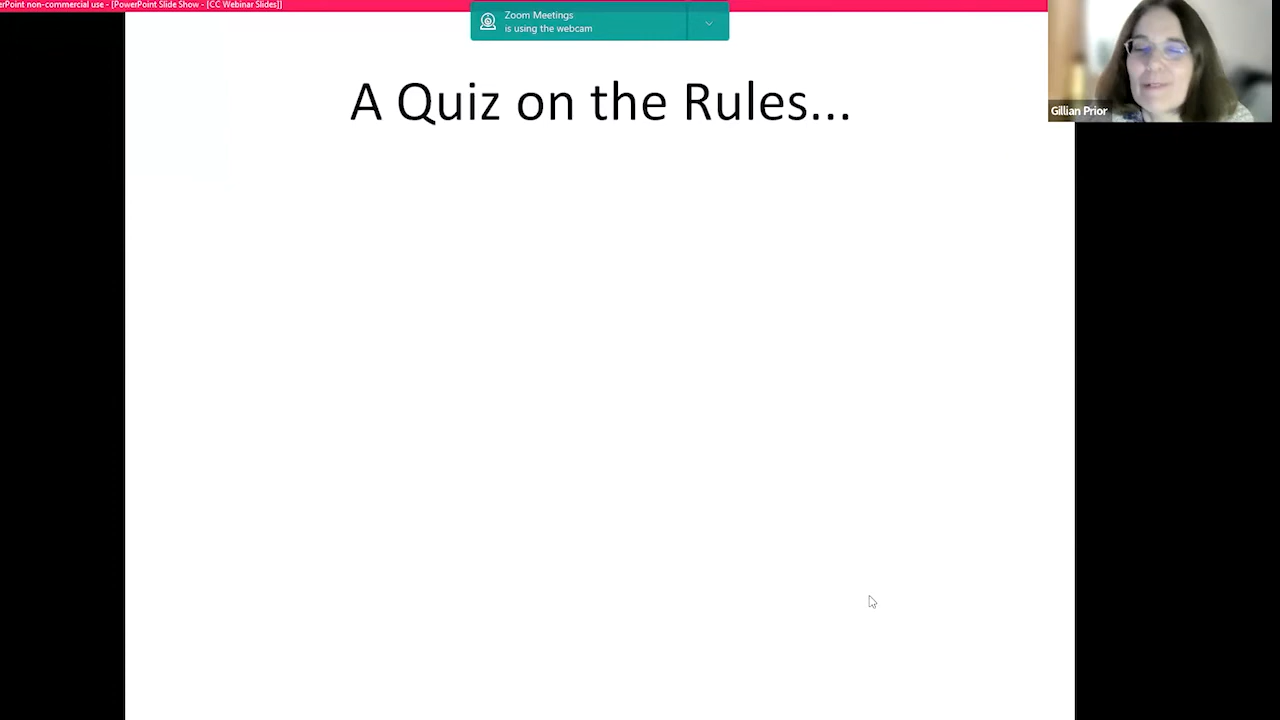 erPoint non-commercial use - [PowerPoint Slide Show - [CC Webinar Slides]]
Zoom Meetings
is using the webcam
A Quiz on the Rules...
Gillian Prior